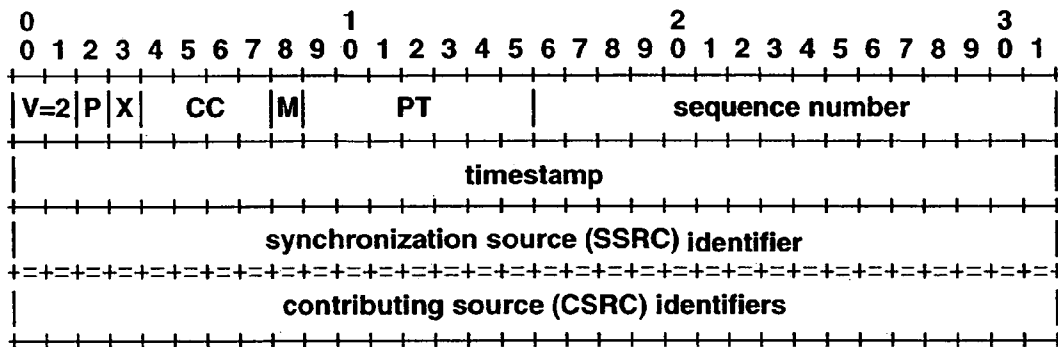 0 1 2 3
0 1 2 3 4 5 6 7 8 9 0 1 2 3 4 5 6 7 8 9 0 1 2 3 4 5 6 7 8 9 0 1
+-+-+-+-+-+-+-+-+-+-+-+-+-+-+-+-+-+-+-+-+-+-+-+-+-+-+-+-+-+-+-+-+
|V=2|P|X| CC |M| PT | sequence number |
+-+-+-+-+-+-+-+-+-+-+-+-+-+-+-+-+-+-+-+-+-+-+-+-+-+-+-+-+-+-+-+-+
| timestamp |
+-+-+-+-+-+-+-+-+-+-+-+-+-+-+-+-+-+-+-+-+-+-+-+-+-+-+-+-+-+-+-+-+
| synchronization source (SSRC) identifier |
+=+=+=+=+=+=+=+=+=+=+=+=+=+=+=+=+=+=+=+=+=+=+=+=+=+=+=+=+=+=+=+=+
| contributing source (CSRC) identifiers |
+-+-+-+-+-+-+-+-+-+-+-+-+-+-+-+-+-+-+-+-+-+-+-+-+-+-+-+-+-+-+-+-+